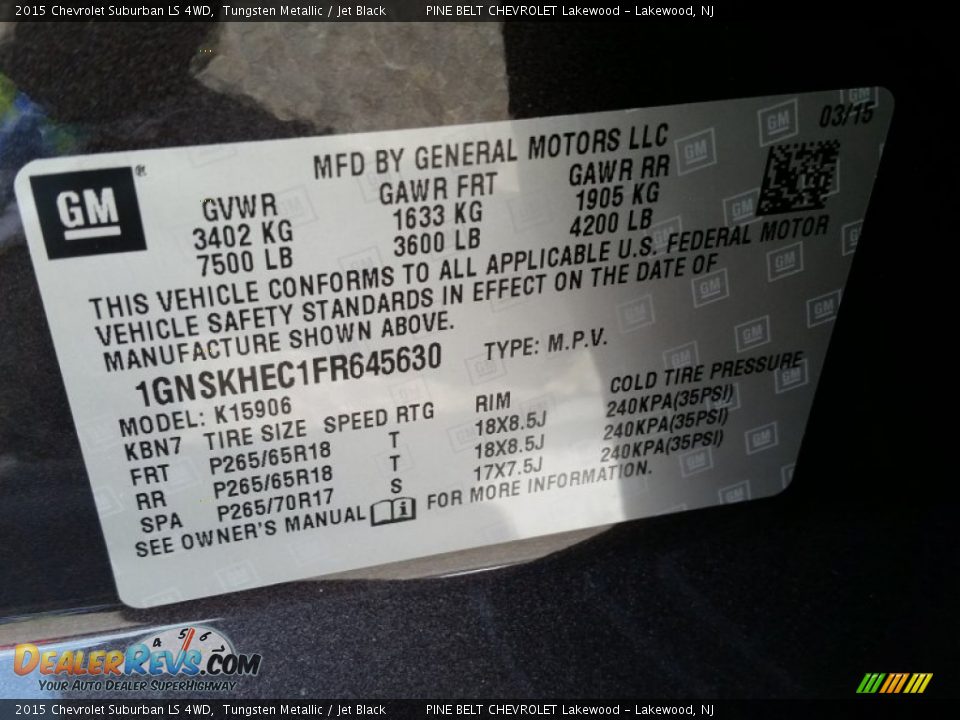 2015 Chevrolet Suburban LS 4WD, Tungsten Metallic / Jet Black PINE BELT CHEVROLET Lakewood - Lakewood, NJ
03/15
MFD BY GENERAL MOTORS LLC
GM®
GVWR GAWR FRT GAWR RR
3402 KG 1633 KG 1905 KG
7500 LB 3600 LB 4200 LB
THIS VEHICLE CONFORMS TO ALL APPLICABLE U.S. FEDERAL MOTOR
VEHICLE SAFETY STANDARDS IN EFFECT ON THE DATE OF
MANUFACTURE SHOWN ABOVE.
1GNSKHEC1FR645630 TYPE: M.P.V.
MODEL: K15906
KBN7 TIRE SIZE SPEED RTG RIM COLD TIRE PRESSURE
FRT P265/65R18 T 18X8.5J 240KPA(35PSI)
RR P265/65R18 T 18X8.5J 240KPA(35PSI)
SPA P265/70R17 S 17X7.5J 240KPA(35PSI)
SEE OWNER'S MANUAL i FOR MORE INFORMATION.
4 5 6
DEALERREVS.COM
YOUR AUTO DEALER SUPERHIGHWAY
2015 Chevrolet Suburban LS 4WD, Tungsten Metallic / Jet Black PINE BELT CHEVROLET Lakewood - Lakewood, NJ